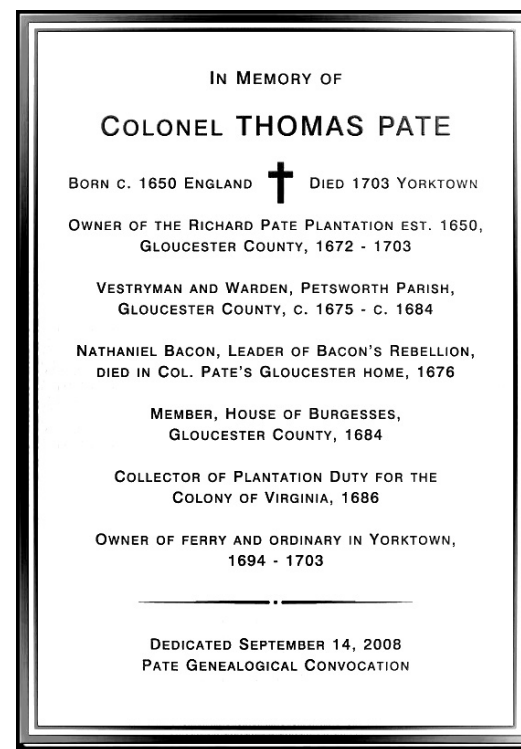 In Memory of
Colonel THOMAS PATE
Born c. 1650 England Died 1703 Yorktown
Owner of the Richard Pate Plantation est. 1650,
Gloucester County, 1672 - 1703
Vestryman and Warden, Petsworth Parish,
Gloucester County, c. 1675 - c. 1684
Nathaniel Bacon, Leader of Bacon's Rebellion,
died in Col. Pate's Gloucester home, 1676
Member, House of Burgesses,
Gloucester County, 1684
Collector of Plantation Duty for the
Colony of Virginia, 1686
Owner of ferry and ordinary in Yorktown,
1694 - 1703
Dedicated September 14, 2008
Pate Genealogical Convocation